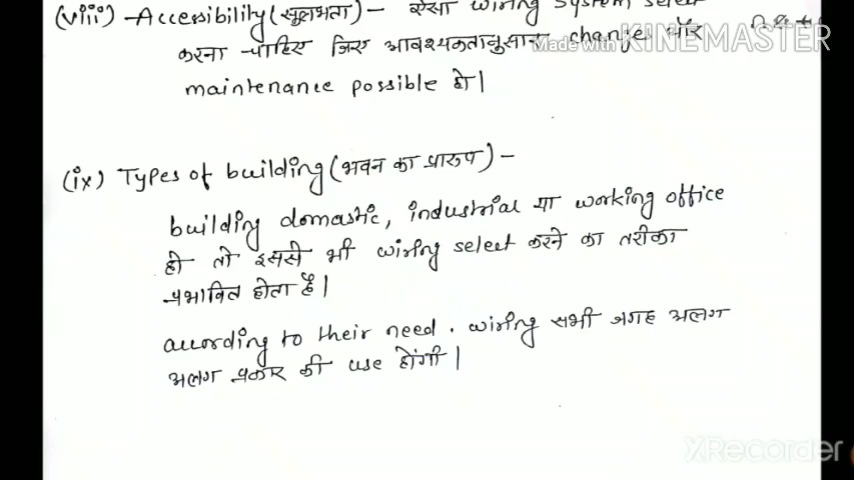 (viii) - Accessibility (सुलभता) - ऐसा wiring system select
करना चाहिए जिए आवश्यकतानुसार changes और
Made with KINEMASTER
maintenance possible हो।
(ix) Types of building (भवन का प्रारुप) -
building domastic, industrial या working office
हो तो इससे भी wiring select करने का तरीका
प्रभावित होता है।
according to their need. wiring सभी जगह अलग
अलग प्रकार की use होंगी।
XRecorder